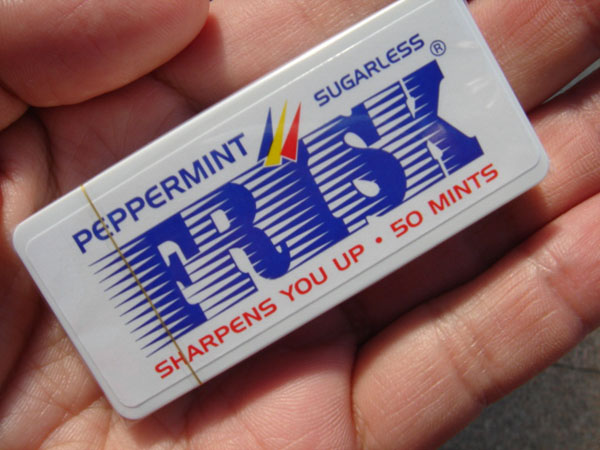 PEPPERMINT SUGARLESS ®
FRISK
SHARPENS YOU UP • 50 MINTS